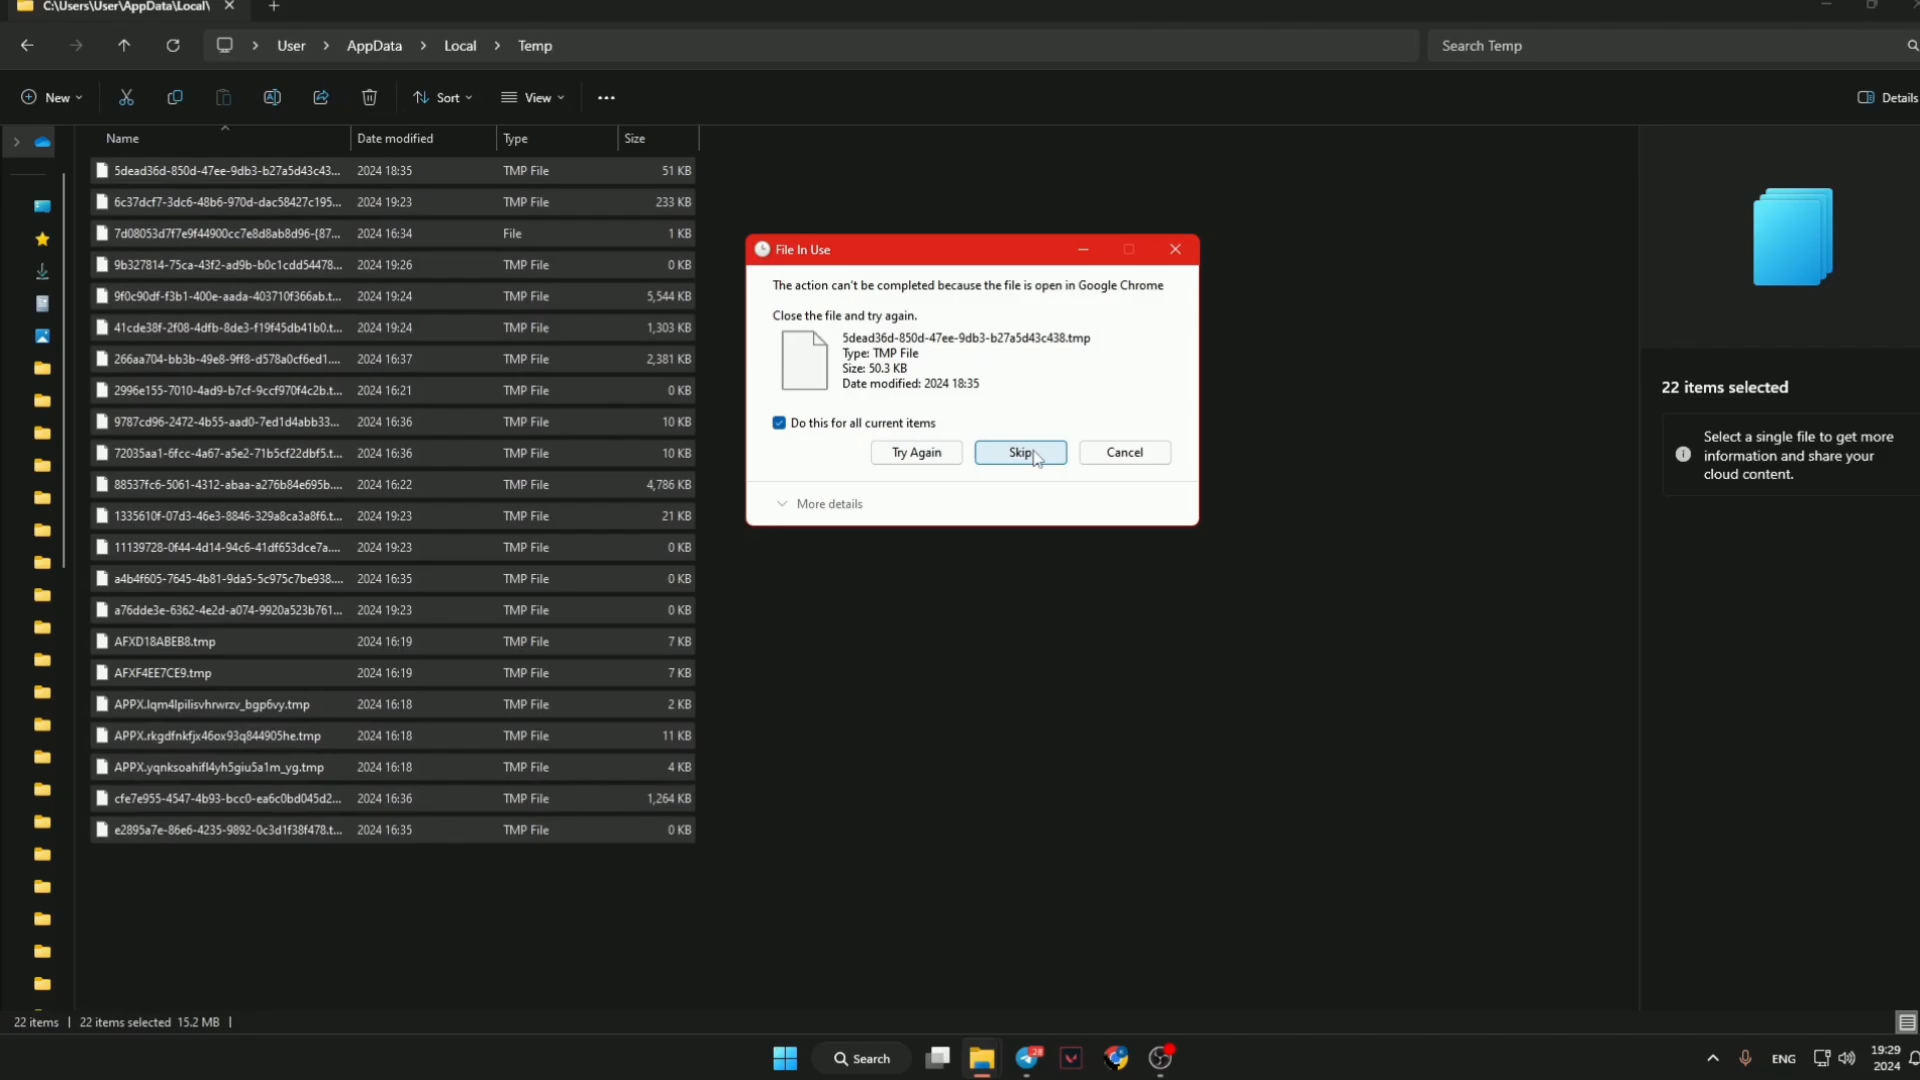 C:\Users\User\AppData\Local\
User > AppData > Local > Temp
Search Temp
New
Sort
View
Details
Name Date modified Type Size
5dead36d-850d-47ee-9db3-b27a5d43c43... 2024 18:35 TMP File 51 KB
6c37dcf7-3dc6-48b6-970d-dac58427c195... 2024 19:23 TMP File 233 KB
7d08053d7f7e9f44900cc7e8d8ab8d96-{87... 2024 16:34 File 1 KB
9b327814-75ca-43f2-ad9b-b0c1cdd54478... 2024 19:26 TMP File 0 KB
9f0c90df-f3b1-400e-aada-403710f366ab.t... 2024 19:24 TMP File 5,544 KB
41cde38f-2f08-4dfb-8de3-f19f45db41b0.t... 2024 19:24 TMP File 1,303 KB
266aa704-bb3b-49e8-9ff8-d578a0cf6ed1.... 2024 16:37 TMP File 2,381 KB
2996e155-7010-4ad9-b7cf-9ccf970f4c2b.t... 2024 16:21 TMP File 0 KB
9787cd96-2472-4b55-aad0-7ed1d4abb33... 2024 16:36 TMP File 10 KB
72035aa1-6fcc-4a67-a5e2-71b5cf22dbf5.t... 2024 16:36 TMP File 10 KB
88537fc6-5061-4312-abaa-a276b84e695b.... 2024 16:22 TMP File 4,786 KB
1335610f-07d3-46e3-8846-329a8ca3a8f6.t... 2024 19:23 TMP File 21 KB
11139728-0f44-4d14-94c6-41df653dce7a.... 2024 19:23 TMP File 0 KB
a4b4f605-7645-4b81-9da5-5c975c7be938.... 2024 16:35 TMP File 0 KB
a76dde3e-6362-4e2d-a074-9920a523b761... 2024 19:23 TMP File 0 KB
AFXD18ABEB8.tmp 2024 16:19 TMP File 7 KB
AFXF4EE7CE9.tmp 2024 16:19 TMP File 7 KB
APPX.lqm4lpilisvhrwrzv_bgp6vy.tmp 2024 16:18 TMP File 2 KB
APPX.rkgdfnkfjx46ox93q844905he.tmp 2024 16:18 TMP File 11 KB
APPX.yqnksoahifl4yh5giu5a1m_yg.tmp 2024 16:18 TMP File 4 KB
cfe7e955-4547-4b93-bcc0-ea6c0bd045d2... 2024 16:36 TMP File 1,264 KB
e2895a7e-86e6-4235-9892-0c3d1f38f478.t... 2024 16:35 TMP File 0 KB
File In Use
The action can't be completed because the file is open in Google Chrome
Close the file and try again.
5dead36d-850d-47ee-9db3-b27a5d43c438.tmp
Type: TMP File
Size: 50.3 KB
Date modified: 2024 18:35
Do this for all current items
Try Again
Skip
Cancel
More details
22 items selected
Select a single file to get more
information and share your
cloud content.
22 items | 22 items selected 15.2 MB |
Search
28
ENG
19:29
2024